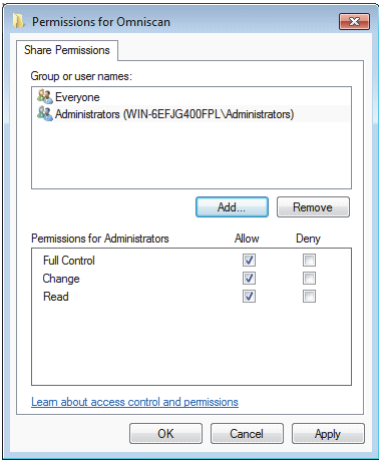 Permissions for Omniscan
Share Permissions
Group or user names:
Everyone
Administrators (WIN-6EFJG400FPL\Administrators)
Add... Remove
Permissions for Administrators Allow Deny
Full Control
Change
Read
Learn about access control and permissions
OK Cancel Apply